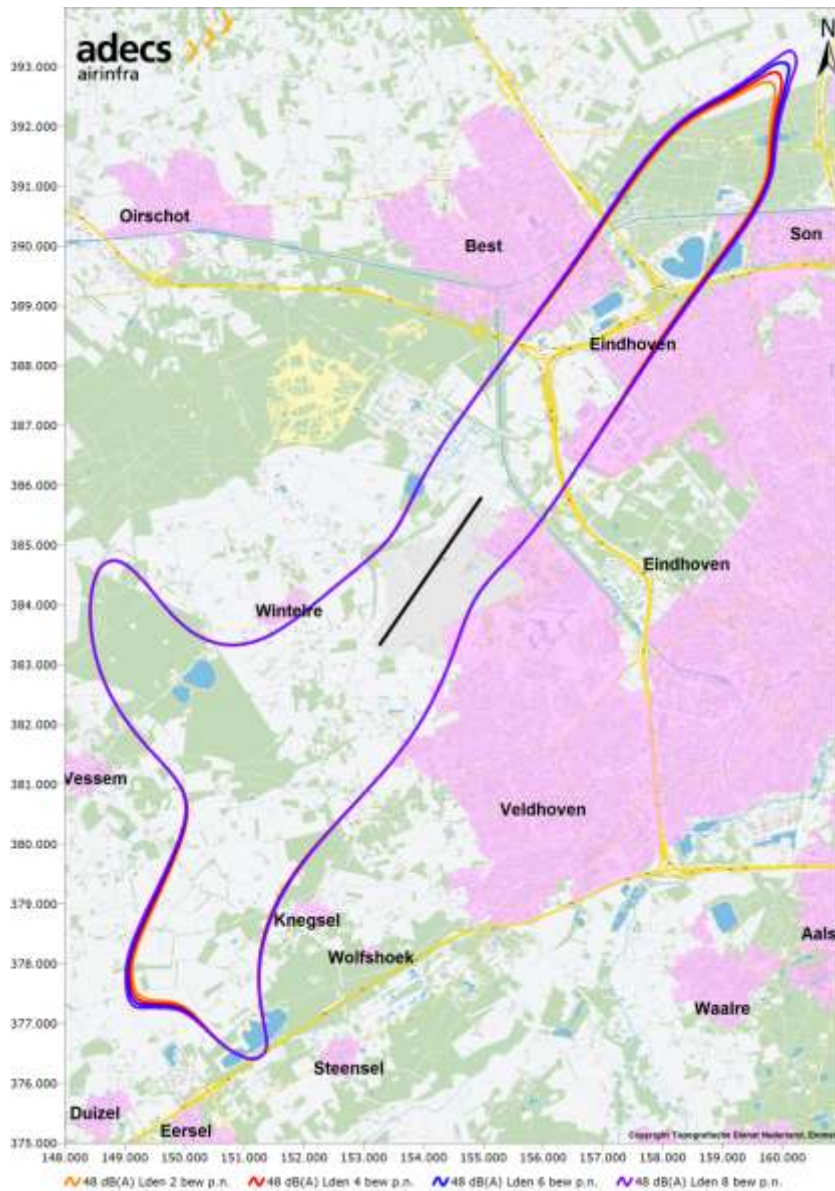 adecs
airinfra
N
393.000
392.000
391.000
Oirschot
Best
Son
390.000
389.000
Eindhoven
388.000
387.000
386.000
385.000
Eindhoven
384.000
Wintelre
383.000
382.000
Vessem
381.000
Veldhoven
380.000
379.000
Knegsel
Aals
378.000
Wolfshoek
Waalre
377.000
Steensel
376.000
Duizel
Eersel
Copyright Topografische Dienst Nederland, Emmen
375.000
148.000 149.000 150.000 151.000 152.000 153.000 154.000 155.000 156.000 157.000 158.000 159.000 160.000
48 dB(A) Lden 2 bew p.n. 48 dB(A) Lden 4 bew p.n. 48 dB(A) Lden 6 bew p.n. 48 dB(A) Lden 8 bew p.n.